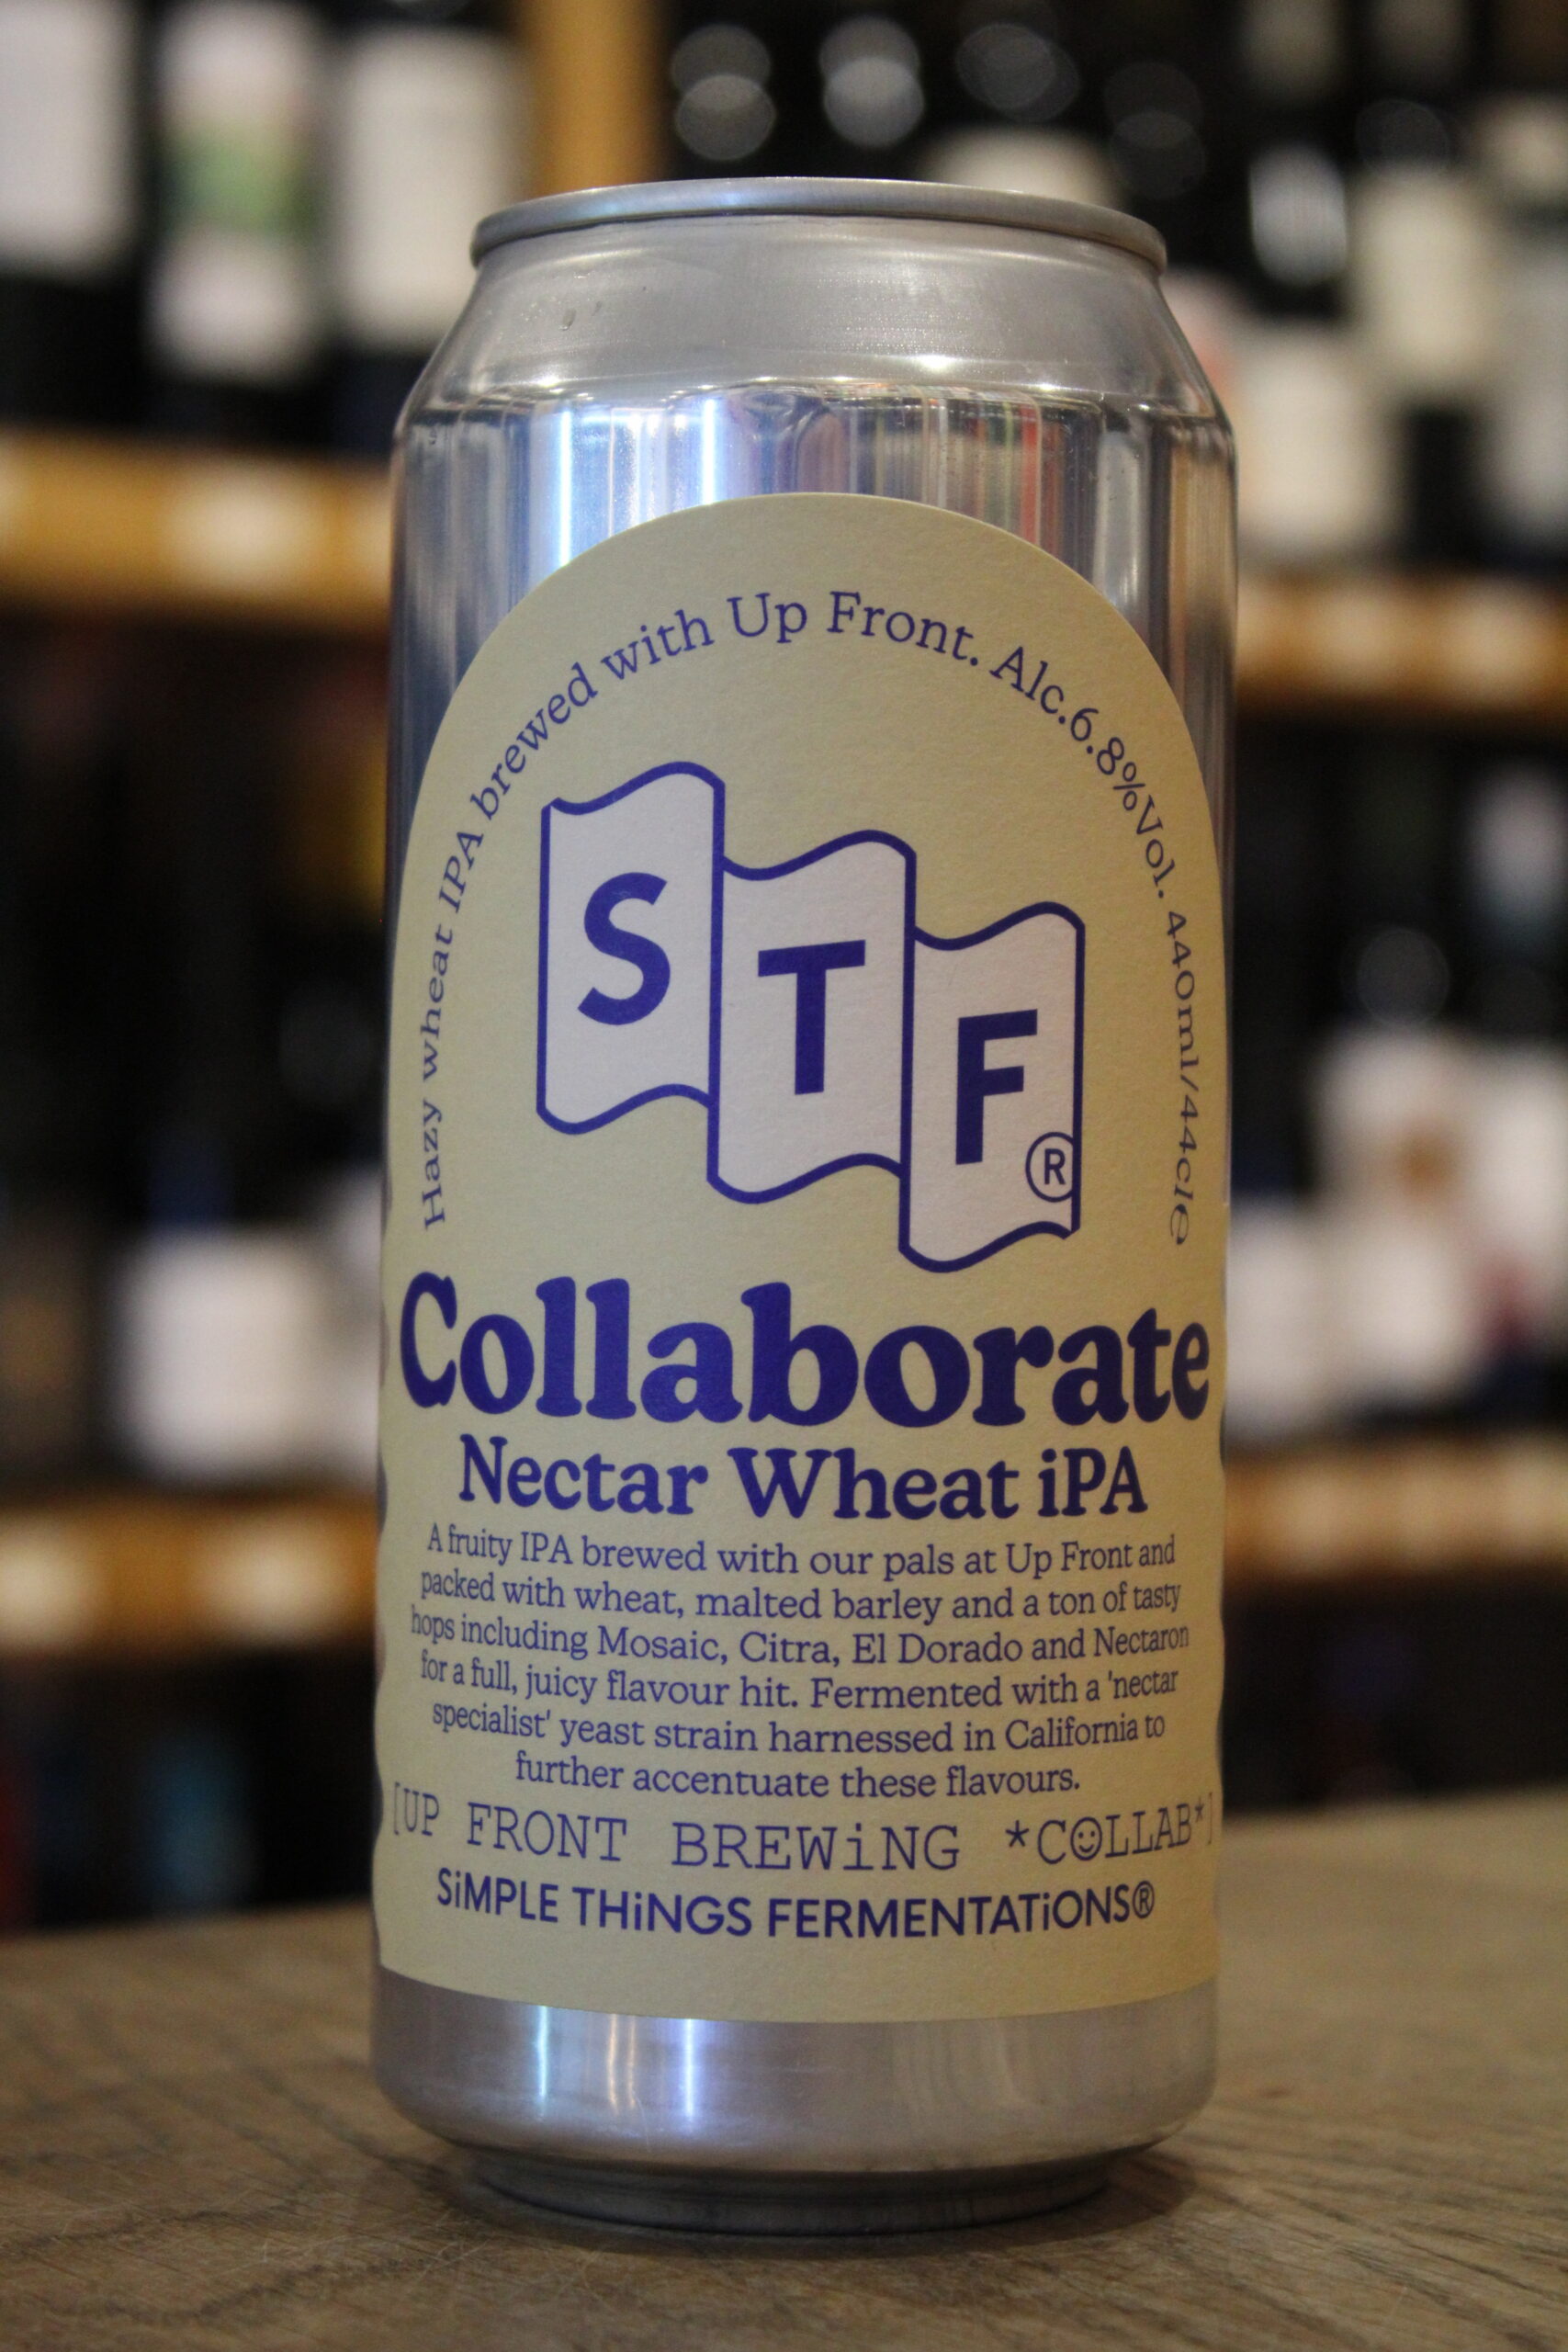 Hazy wheat IPA brewed with Up Front. Alc.6.8%Vol. 440ml/44cl℮
S T F ®
Collaborate
Nectar Wheat iPA
A fruity IPA brewed with our pals at Up Front and
packed with wheat, malted barley and a ton of tasty
hops including Mosaic, Citra, El Dorado and Nectaron
for a full, juicy flavour hit. Fermented with a 'nectar
specialist' yeast strain harnessed in California to
further accentuate these flavours.
[UP FRONT BREWiNG *C☺LLAB*]
SiMPLE THiNGS FERMENTATiONS®